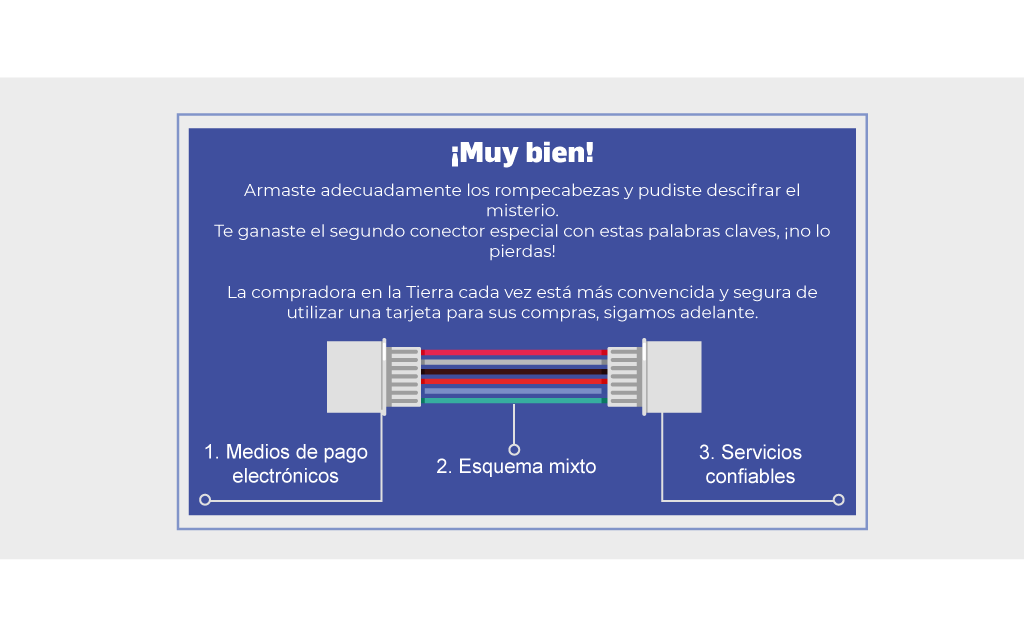 ¡Muy bien!
Armaste adecuadamente los rompecabezas y pudiste descifrar el
misterio.
Te ganaste el segundo conector especial con estas palabras claves, ¡no lo
pierdas!
La compradora en la Tierra cada vez está más convencida y segura de
utilizar una tarjeta para sus compras, sigamos adelante.
1. Medios de pago
electrónicos
2. Esquema mixto
3. Servicios
confiables